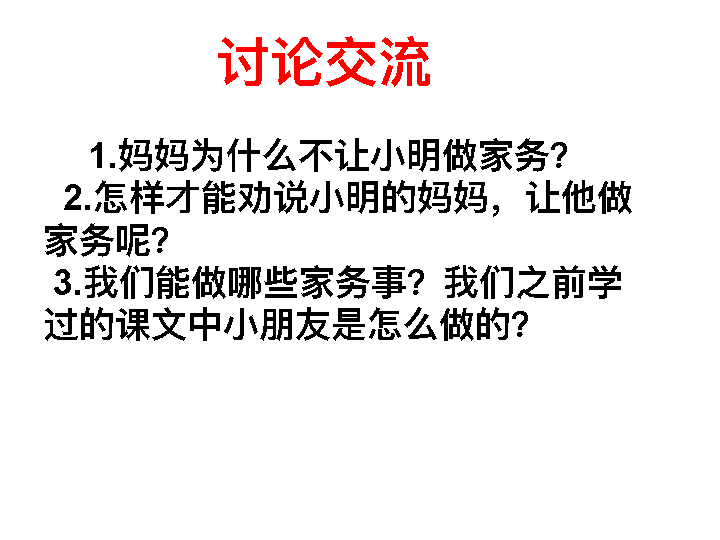 讨论交流
1.妈妈为什么不让小明做家务?
2.怎样才能劝说小明的妈妈，让他做
家务呢?
3.我们能做哪些家务事? 我们之前学
过的课文中小朋友是怎么做的?